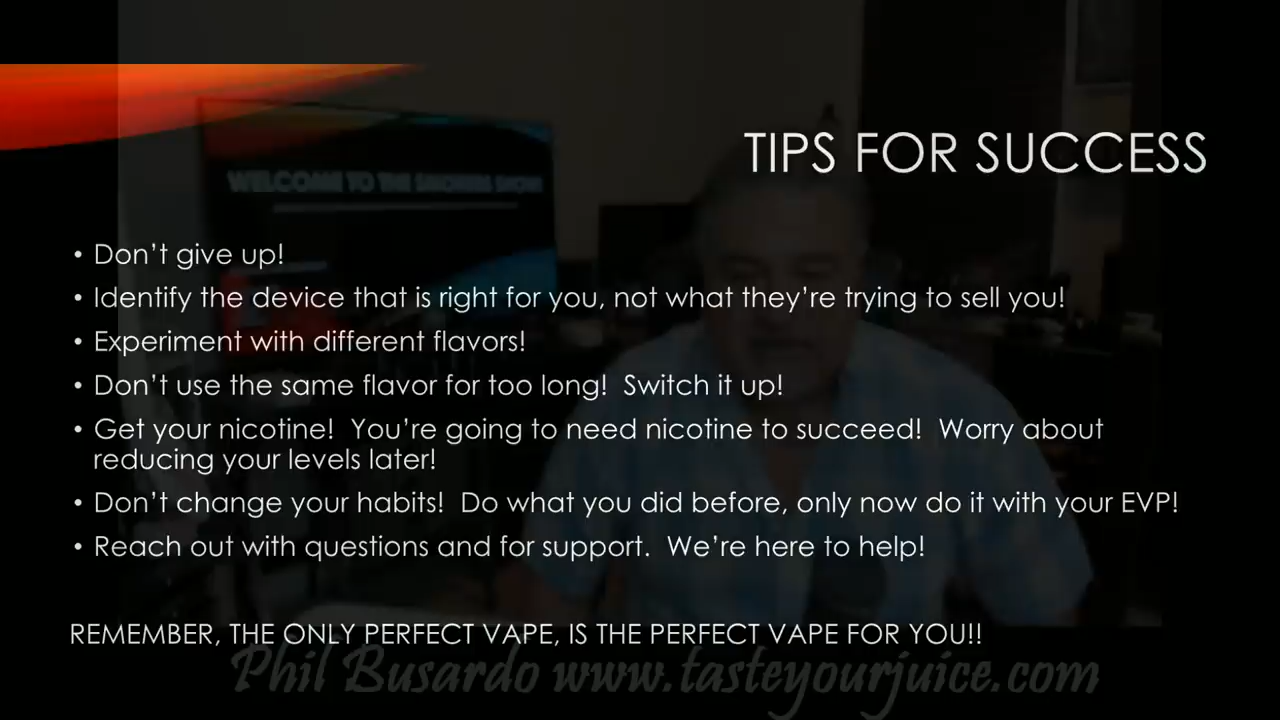 WELCOME TO THE SMOKERS SHOW
TIPS FOR SUCCESS
• Don't give up!
• Identify the device that is right for you, not what they're trying to sell you!
• Experiment with different flavors!
• Don't use the same flavor for too long!  Switch it up!
• Get your nicotine!  You're going to need nicotine to succeed!  Worry about
reducing your levels later!
• Don't change your habits!  Do what you did before, only now do it with your EVP!
• Reach out with questions and for support.  We're here to help!
REMEMBER, THE ONLY PERFECT VAPE, IS THE PERFECT VAPE FOR YOU!!
Phil Busardo www.tasteyourjuice.com